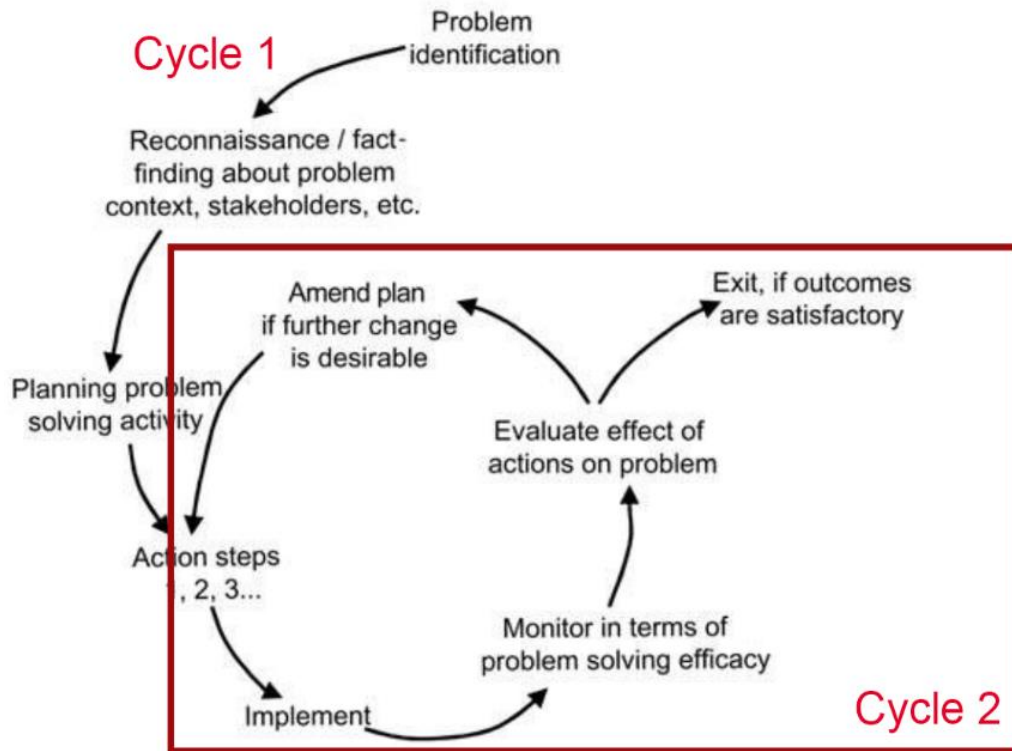 Problem
identification
Cycle 1
Reconnaissance / fact-
finding about problem
context, stakeholders, etc.
Amend plan
if further change
is desirable
Exit, if outcomes
are satisfactory
Planning problem
solving activity
Evaluate effect of
actions on problem
Action steps
1, 2, 3...
Monitor in terms of
problem solving efficacy
Implement
Cycle 2